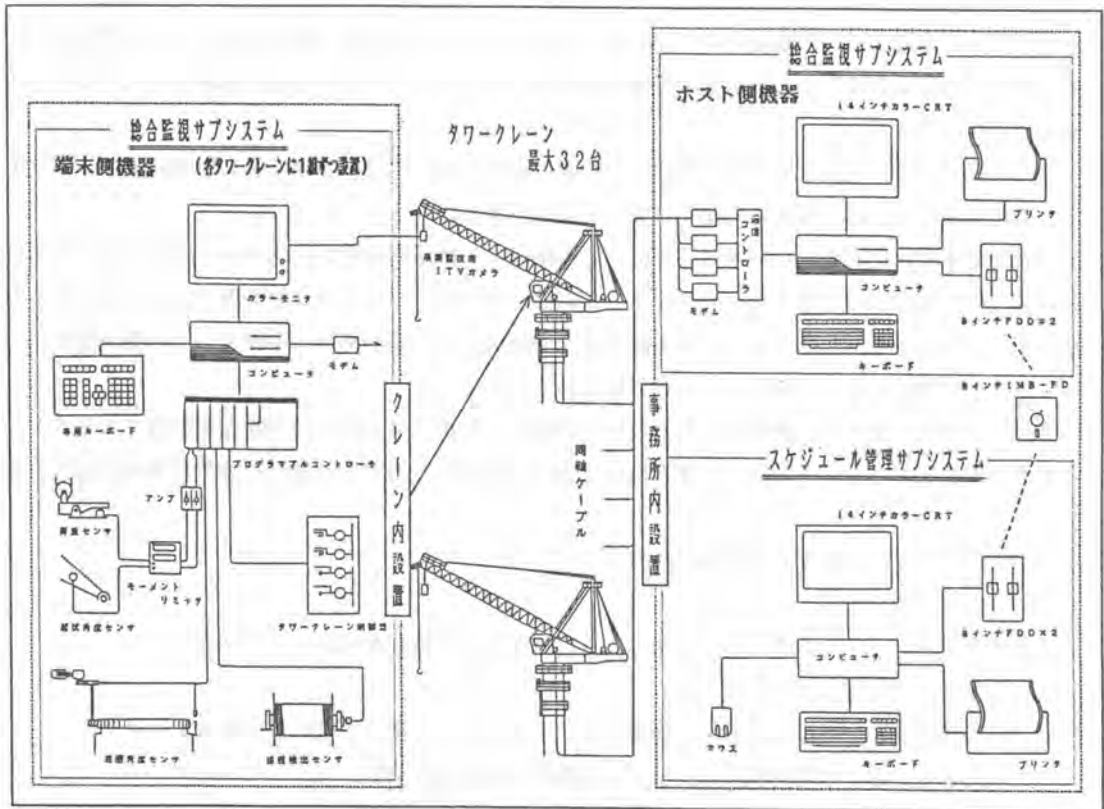 総合監視サブシステム
端末側機器 (各タワークレーンに1組ずつ設置)
カラーモニタ
コンピュータ
モデム
専用キーボード
プログラマブルコントローラ
アンプ
荷重センサ
モーメント
リミッタ
起伏角度センサ
タワークレーン制御盤
旋回角度センサ
揚程検出センサ
クレーン内設置
タワークレーン
最大32台
ITVカメラ
同軸ケーブル
事務所内設置
総合監視サブシステム
ホスト側機器
14インチカラーCRT
プリンタ
通信コントローラ
モデム
コンピュータ
8インチFDD×2
キーボード
8インチ1MB-FD
スケジュール管理サブシステム
14インチカラーCRT
8インチFDD×2
コンピュータ
マウス
キーボード
プリンタ